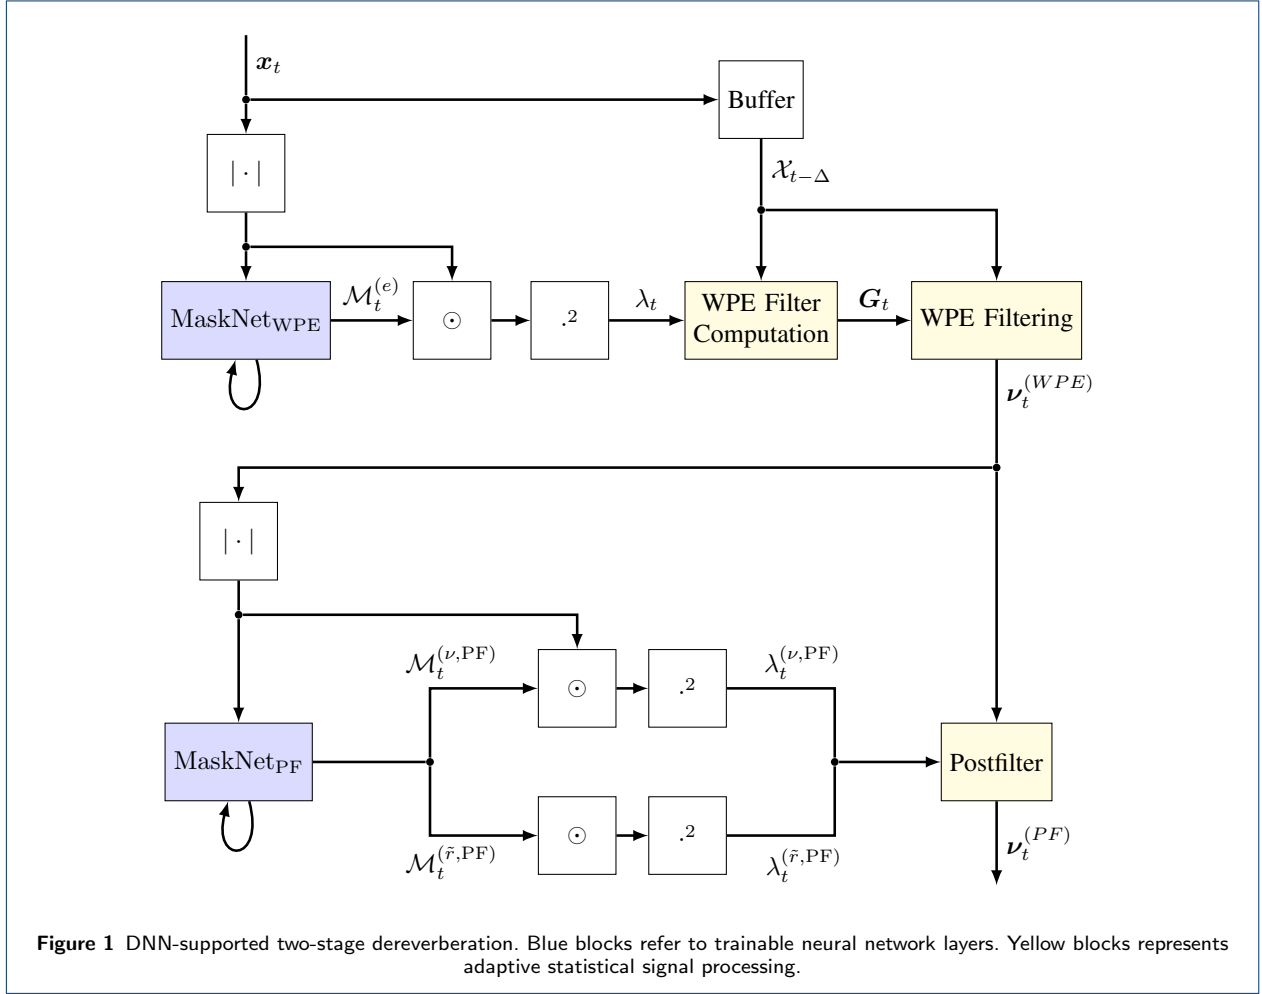 𝒙_t
Buffer
| · |
𝒳_{t−Δ}
MaskNet_WPE
ℳ_t^{(e)}
⊙
.²
λ_t
WPE Filter
Computation
𝑮_t
WPE Filtering
𝝂_t^{(WPE)}
| · |
ℳ_t^{(ν,PF)}
⊙
.²
λ_t^{(ν,PF)}
MaskNet_PF
Postfilter
ℳ_t^{(r̃,PF)}
⊙
.²
λ_t^{(r̃,PF)}
𝝂_t^{(PF)}
Figure 1 DNN-supported two-stage dereverberation. Blue blocks refer to trainable neural network layers. Yellow blocks represents
adaptive statistical signal processing.